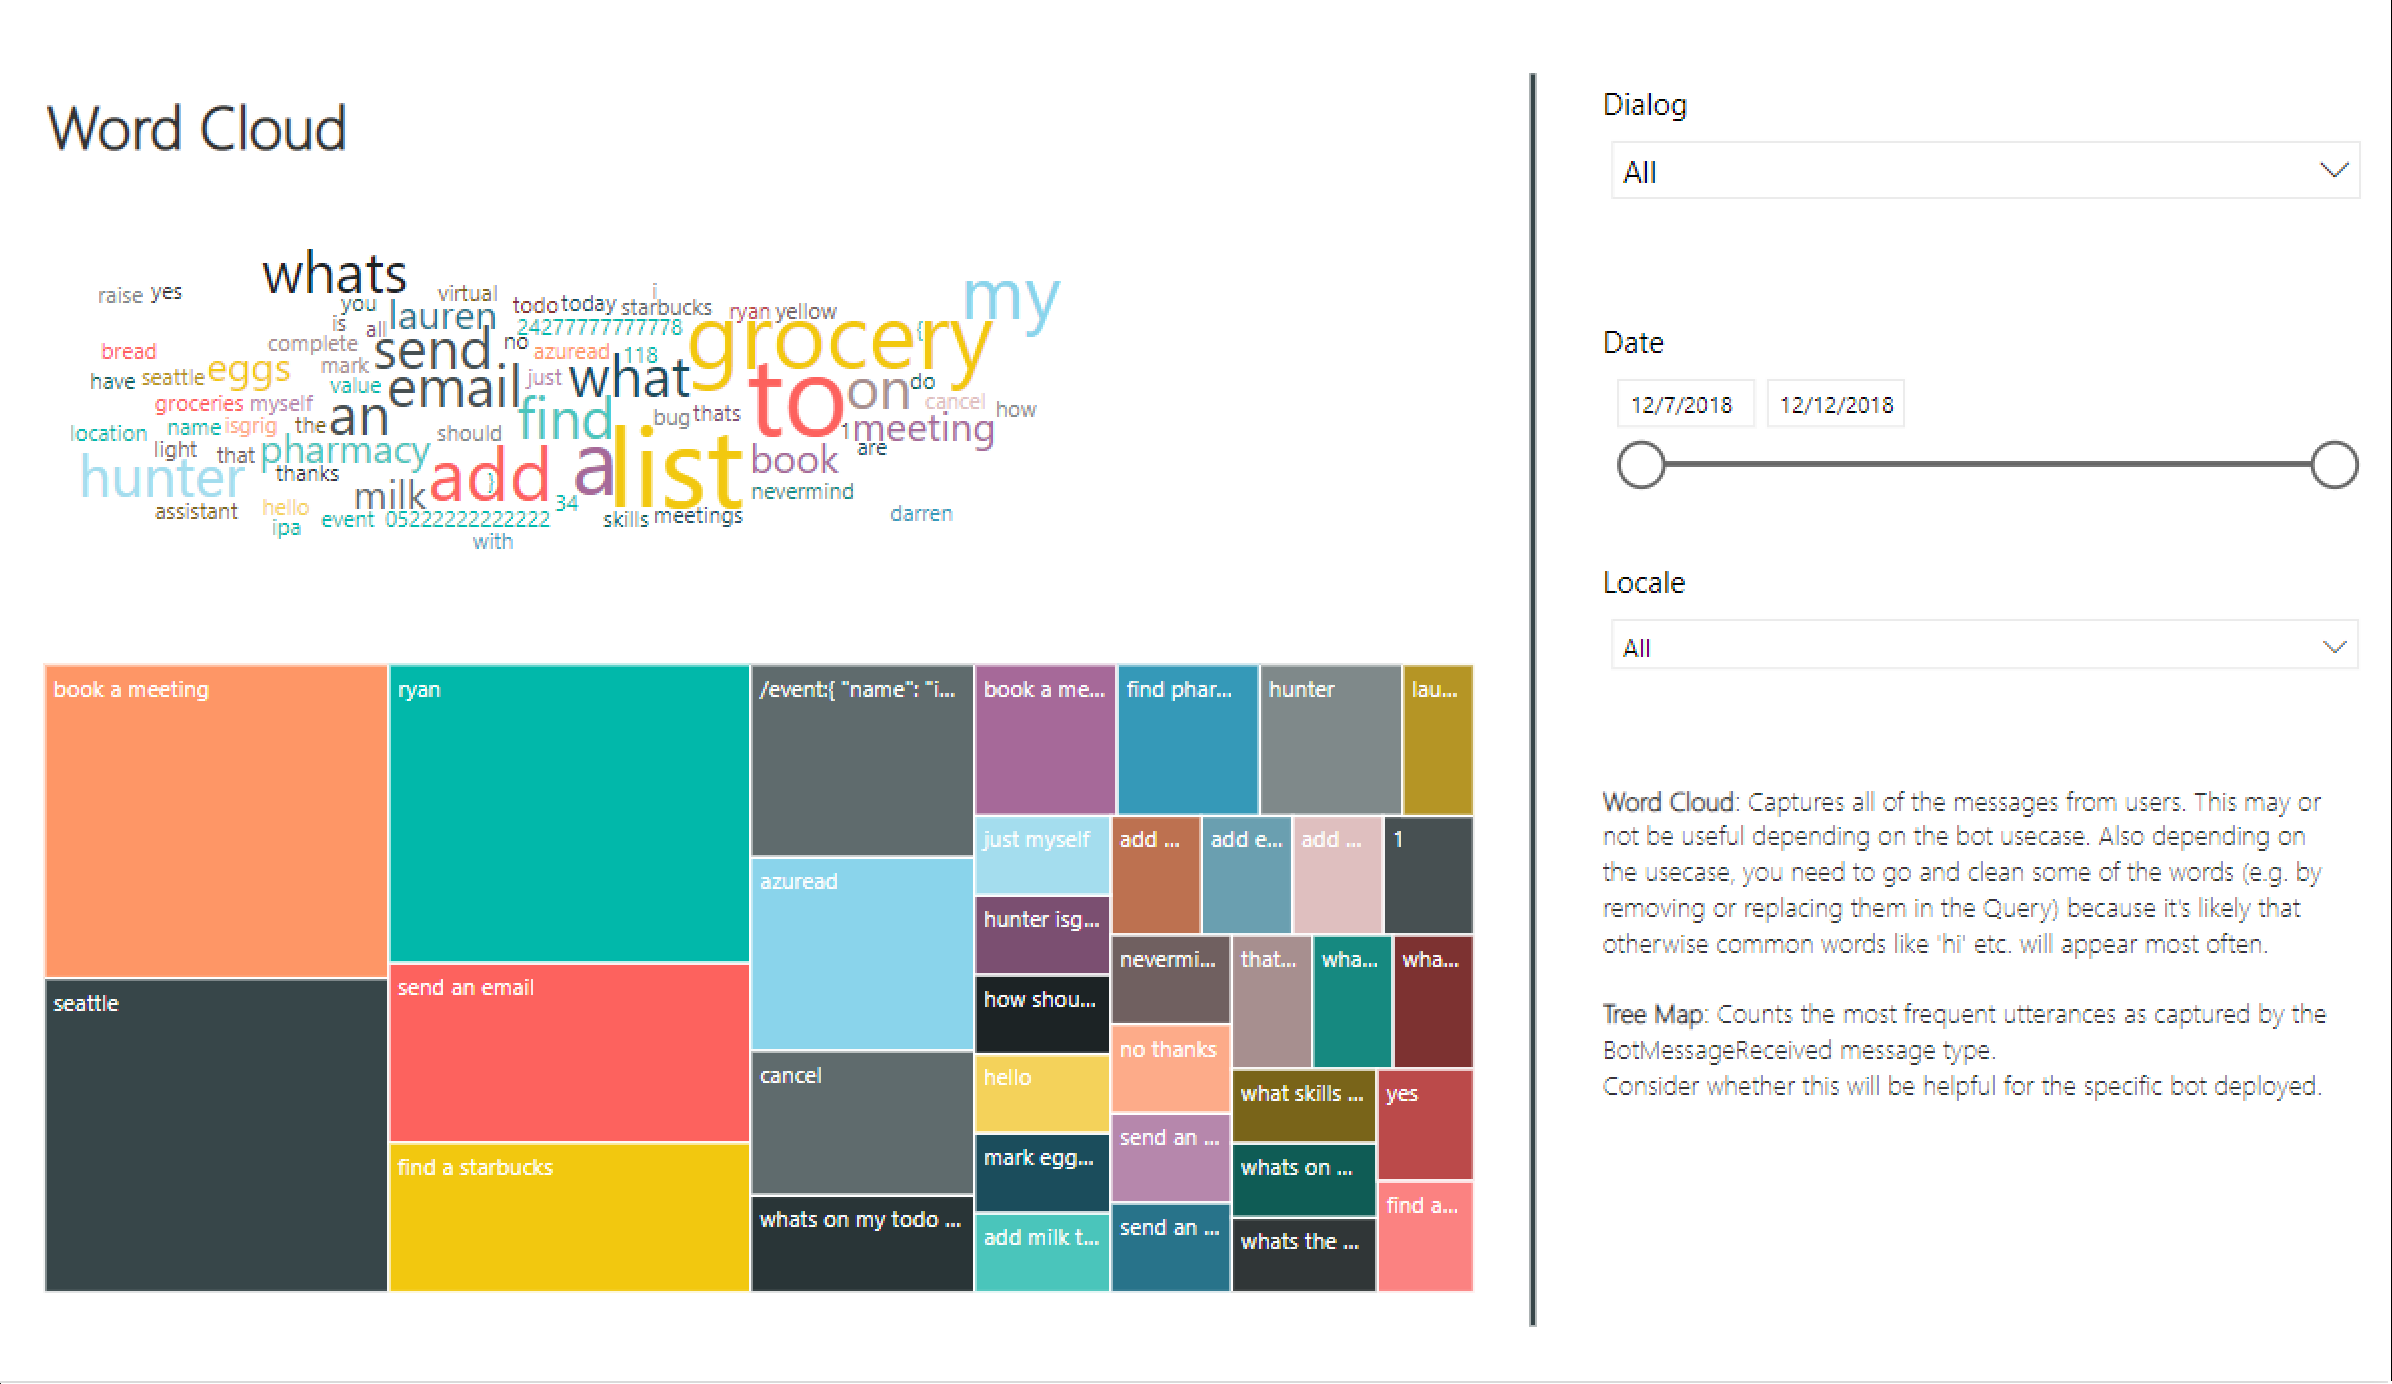 Word Cloud
whats
my
raise yes
virtual
i
you
lauren
todo today starbucks
ryan yellow
is
all
24277777777778
grocery
{
bread
complete
send
no
azuread
118
have seattle eggs
mark
value
email
just
what
to
on
do
groceries myself
an
find
bug thats
cancel
how
location
name isgrig
the
should
1
meeting
light
that
pharmacy
a
list
book
are
hunter
thanks
milk
add
}
nevermind
assistant
hello
34
ipa
event 05222222222222
skills meetings
darren
with
book a meeting
ryan
/event:{ "name": "i...
book a me...
find phar...
hunter
lau...
just myself
add ...
add e...
add ...
1
azuread
hunter isg...
nevermi...
that...
wha...
wha...
seattle
send an email
how shou...
no thanks
cancel
hello
what skills ...
yes
find a starbucks
mark egg...
send an ...
whats on ...
whats on my todo ...
add milk t...
send an ...
whats the ...
find a...
Dialog
All
Date
12/7/2018 12/12/2018
Locale
All
Word Cloud: Captures all of the messages from users. This may or
not be useful depending on the bot usecase. Also depending on
the usecase, you need to go and clean some of the words (e.g. by
removing or replacing them in the Query) because it's likely that
otherwise common words like 'hi' etc. will appear most often.
Tree Map: Counts the most frequent utterances as captured by the
BotMessageReceived message type.
Consider whether this will be helpful for the specific bot deployed.